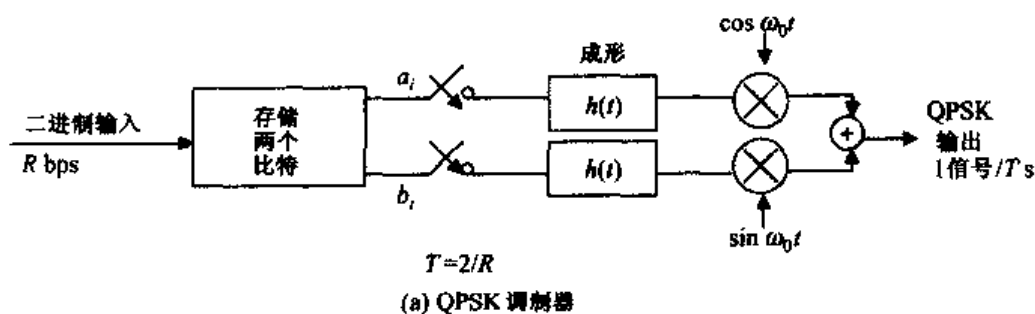 cos ω₀t
成形
aᵢ
h(t)
二进制输入
R bps
存储
两个
比特
QPSK
输出
1信号/T s
+
bᵢ
h(t)
sin ω₀t
T=2/R
(a) QPSK 调制器